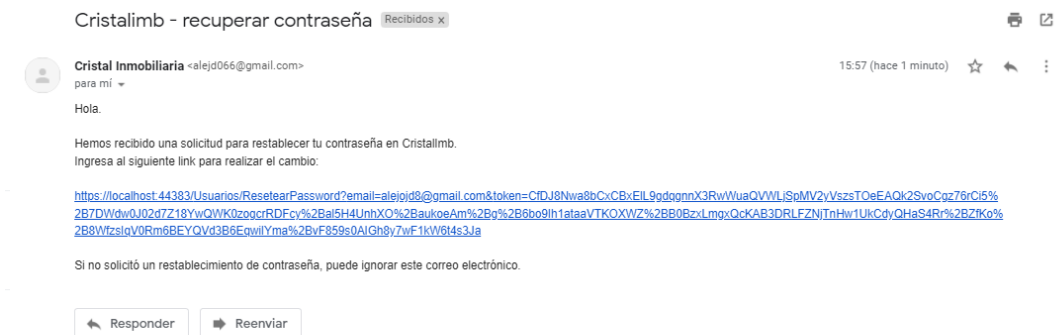 Cristalimb - recuperar contraseña Recibidos x
Cristal Inmobiliaria <alejd066@gmail.com> 15:57 (hace 1 minuto)
para mí
Hola.
Hemos recibido una solicitud para restablecer tu contraseña en CristalImb.
Ingresa al siguiente link para realizar el cambio:
https://localhost:44383/Usuarios/ResetearPassword?email=alejojd8@gmail.com&token=CfDJ8Nwa8bCxCBxElL9gdqgnnX3RwWuaQVWLjSpMV2yVszsTOeEAQk2SvoCgz76rCi5%
2B7DWdw0J02d7Z18YwQWK0zogcrRDFcy%2Bal5H4UnhXO%2BaukoeAm%2Bg%2B6bo9Ih1ataaVTKOXWZ%2BB0BzxLmgxQcKAB3DRLFZNjTnHw1UkCdyQHaS4Rr%2BZfKo%
2B8WfzslqV0Rm6BEYQVd3B6EqwilYma%2BvF859s0AIGh8y7wF1kW6t4s3Ja
Si no solicitó un restablecimiento de contraseña, puede ignorar este correo electrónico.
Responder Reenviar